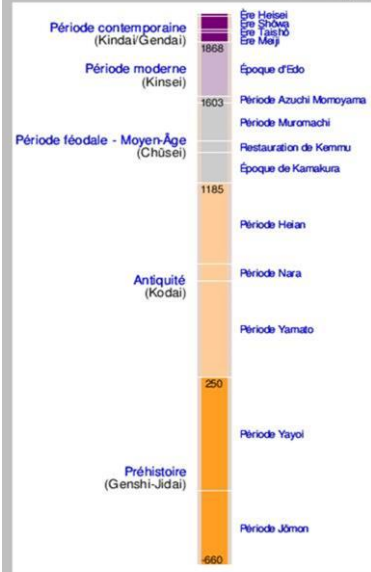 Ère Heisei
Ère Shōwa
Ère Taishō
Ère Meiji
Période contemporaine
(Kindai/Gendai)
1868
Période moderne
(Kinsei)
Époque d'Edo
1603
Période Azuchi Momoyama
Période Muromachi
Période féodale - Moyen-Âge
(Chūsei)
Restauration de Kemmu
Époque de Kamakura
1185
Période Heian
Période Nara
Antiquité
(Kodai)
Période Yamato
250
Période Yayoi
Préhistoire
(Genshi-Jidai)
Période Jōmon
-660